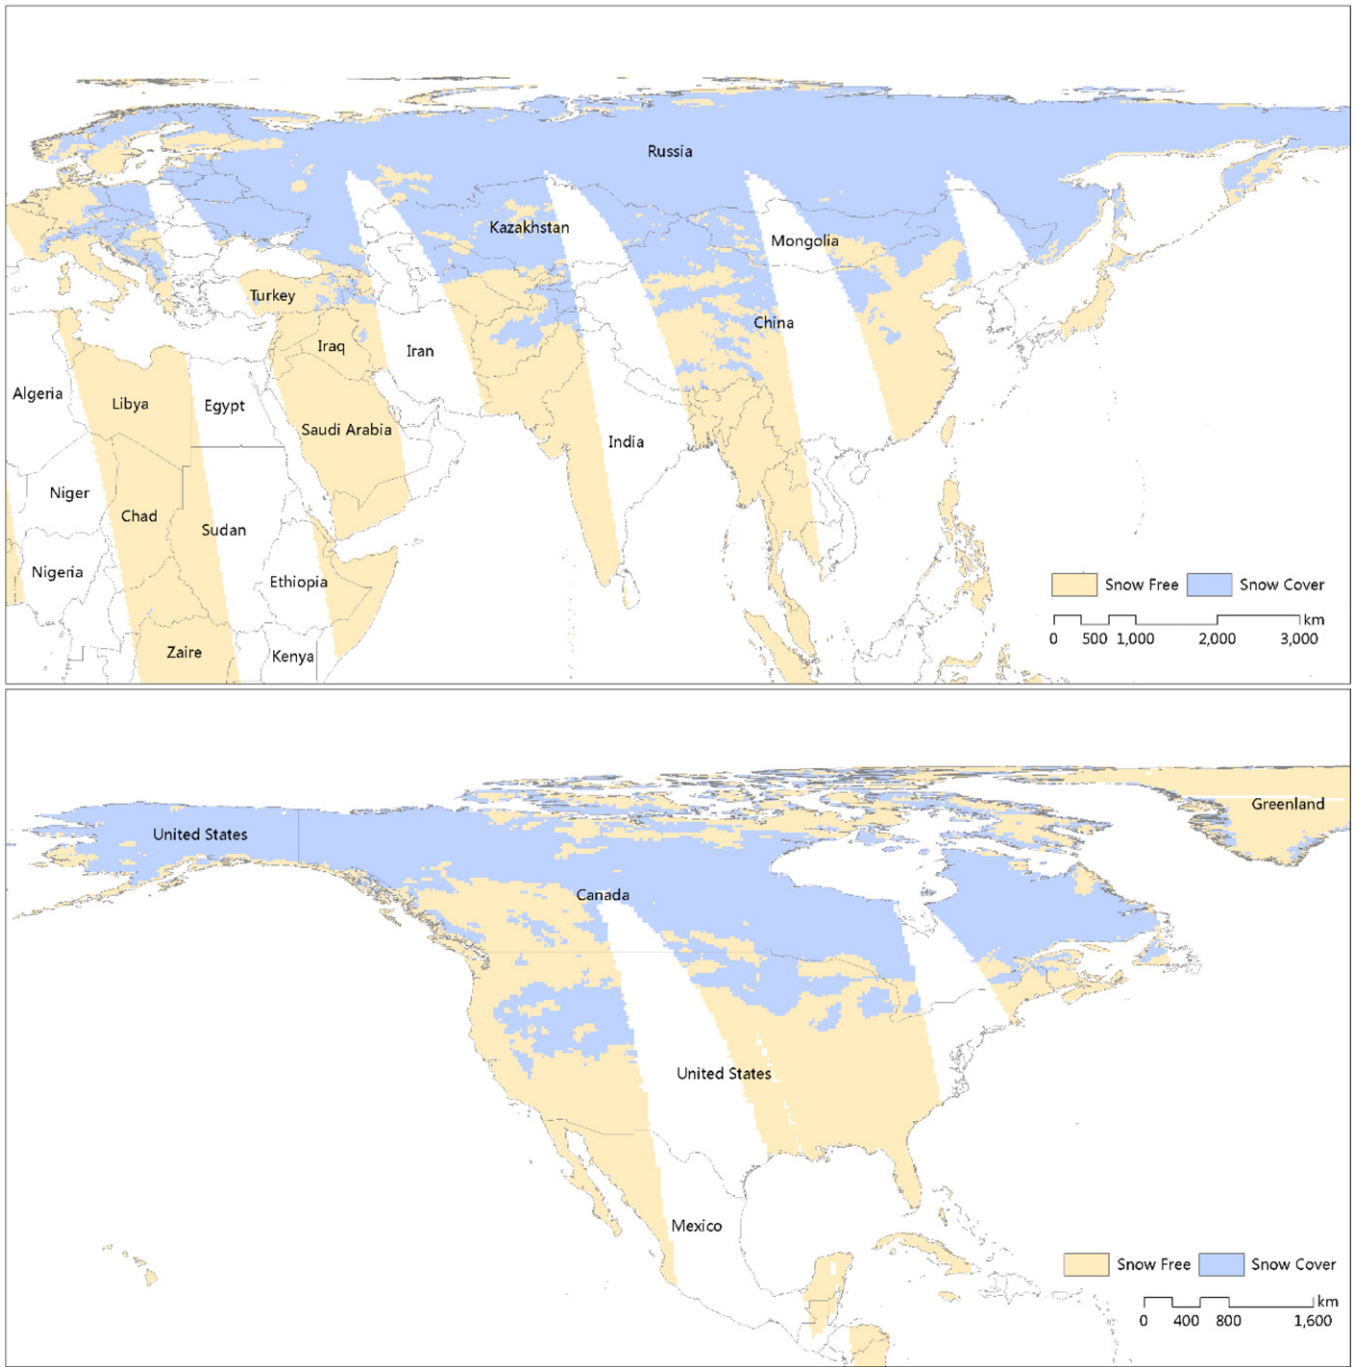 Russia
Kazakhstan
Mongolia
Turkey
China
Iraq
Iran
Algeria
Libya
Egypt
Saudi Arabia
India
Niger
Chad
Sudan
Nigeria
Ethiopia
Zaire
Kenya
Snow Free Snow Cover
km
0 500 1,000 2,000 3,000
Greenland
United States
Canada
United States
Mexico
Snow Free Snow Cover
km
0 400 800 1,600